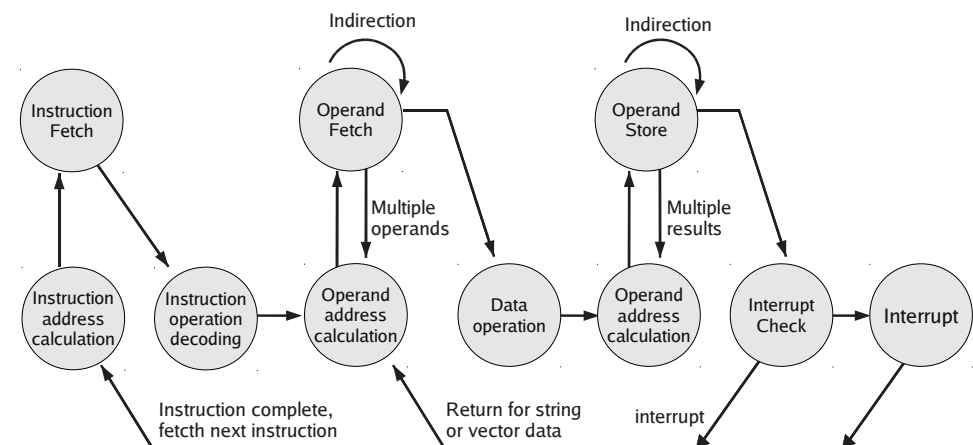 Indirection
Indirection
Instruction
Fetch
Operand
Fetch
Operand
Store
Multiple
operands
Multiple
results
Instruction
address
calculation
Instruction
operation
decoding
Operand
address
calculation
Data
operation
Operand
address
calculation
Interrupt
Check
Interrupt
Instruction complete,
fetcth next instruction
Return for string
or vector data
interrupt